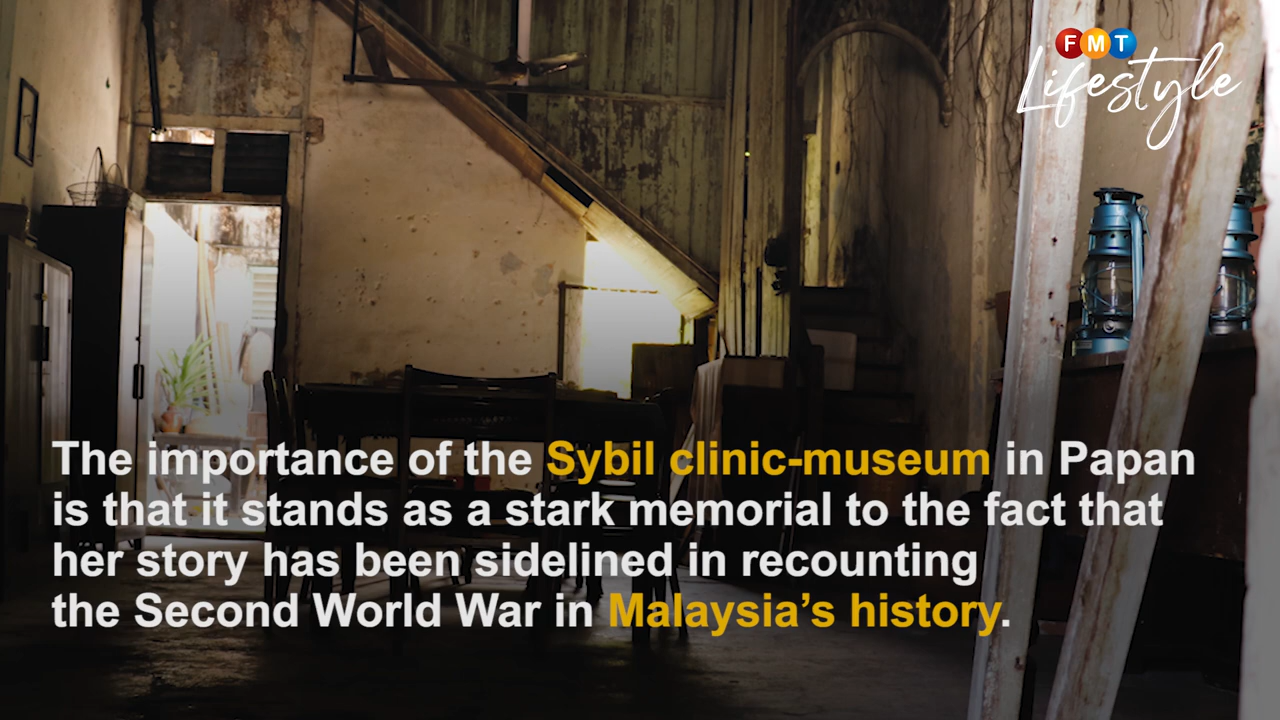 FMT
Lifestyle
The importance of the Sybil clinic-museum in Papan
is that it stands as a stark memorial to the fact that
her story has been sidelined in recounting
the Second World War in Malaysia’s history.